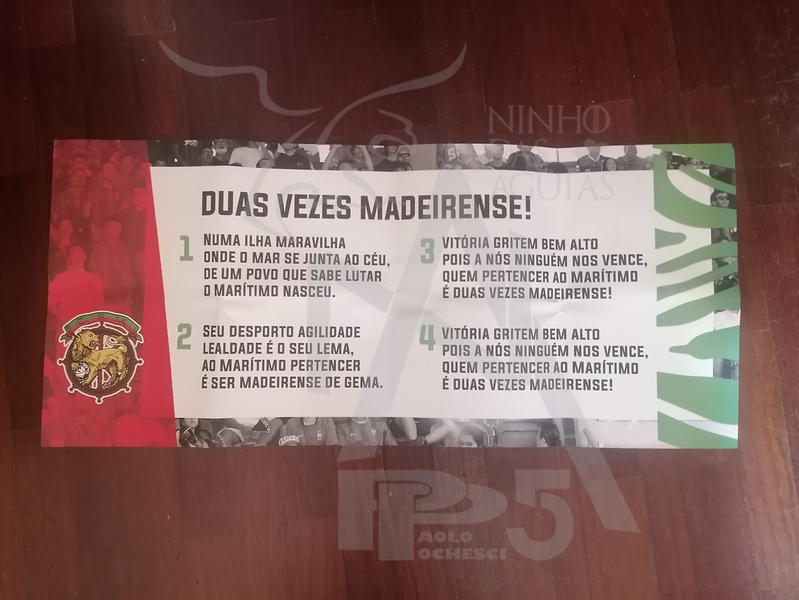 NINHO
DAS
ÁGUIAS
DUAS VEZES MADEIRENSE!
1
NUMA ILHA MARAVILHA
ONDE O MAR SE JUNTA AO CÉU,
DE UM POVO QUE SABE LUTAR
O MARÍTIMO NASCEU.
2
SEU DESPORTO AGILIDADE
LEALDADE É O SEU LEMA,
AO MARÍTIMO PERTENCER
É SER MADEIRENSE DE GEMA.
3
VITÓRIA GRITEM BEM ALTO
POIS A NÓS NINGUÉM NOS VENCE,
QUEM PERTENCER AO MARÍTIMO
É DUAS VEZES MADEIRENSE!
4
VITÓRIA GRITEM BEM ALTO
POIS A NÓS NINGUÉM NOS VENCE,
QUEM PERTENCER AO MARÍTIMO
É DUAS VEZES MADEIRENSE!
PP5
PAOLO
POCHESCI